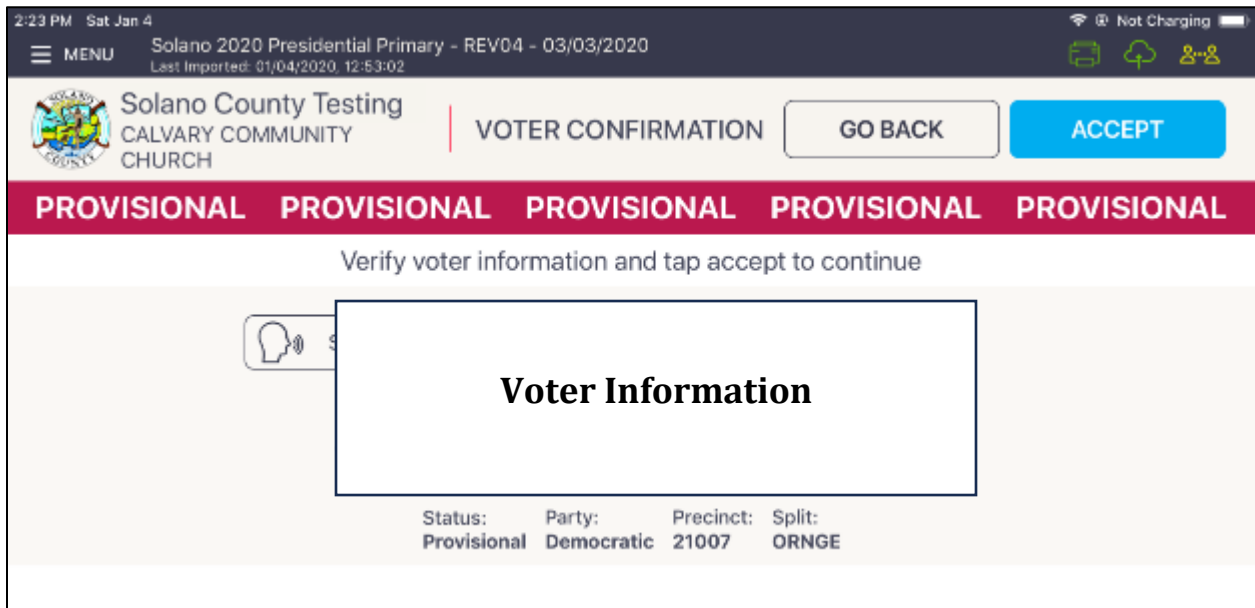 2:23 PM Sat Jan 4 Not Charging
MENU Solano 2020 Presidential Primary - REV04 - 03/03/2020
Last Imported: 01/04/2020, 12:53:02
Solano County Testing
CALVARY COMMUNITY
CHURCH
VOTER CONFIRMATION GO BACK ACCEPT
PROVISIONAL PROVISIONAL PROVISIONAL PROVISIONAL PROVISIONAL
Verify voter information and tap accept to continue
Voter Information
Status: Party: Precinct: Split:
Provisional Democratic 21007 ORNGE